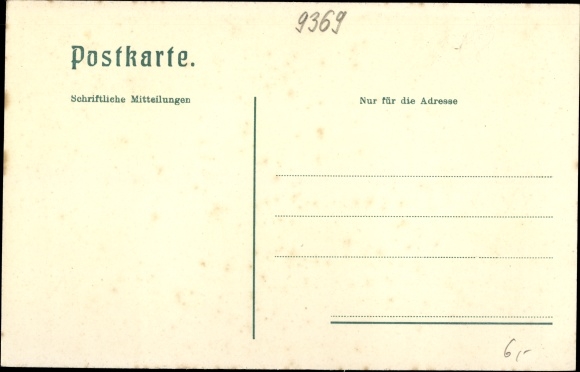 9369
Postkarte.
Schriftliche Mitteilungen
Nur für die Adresse
6,-